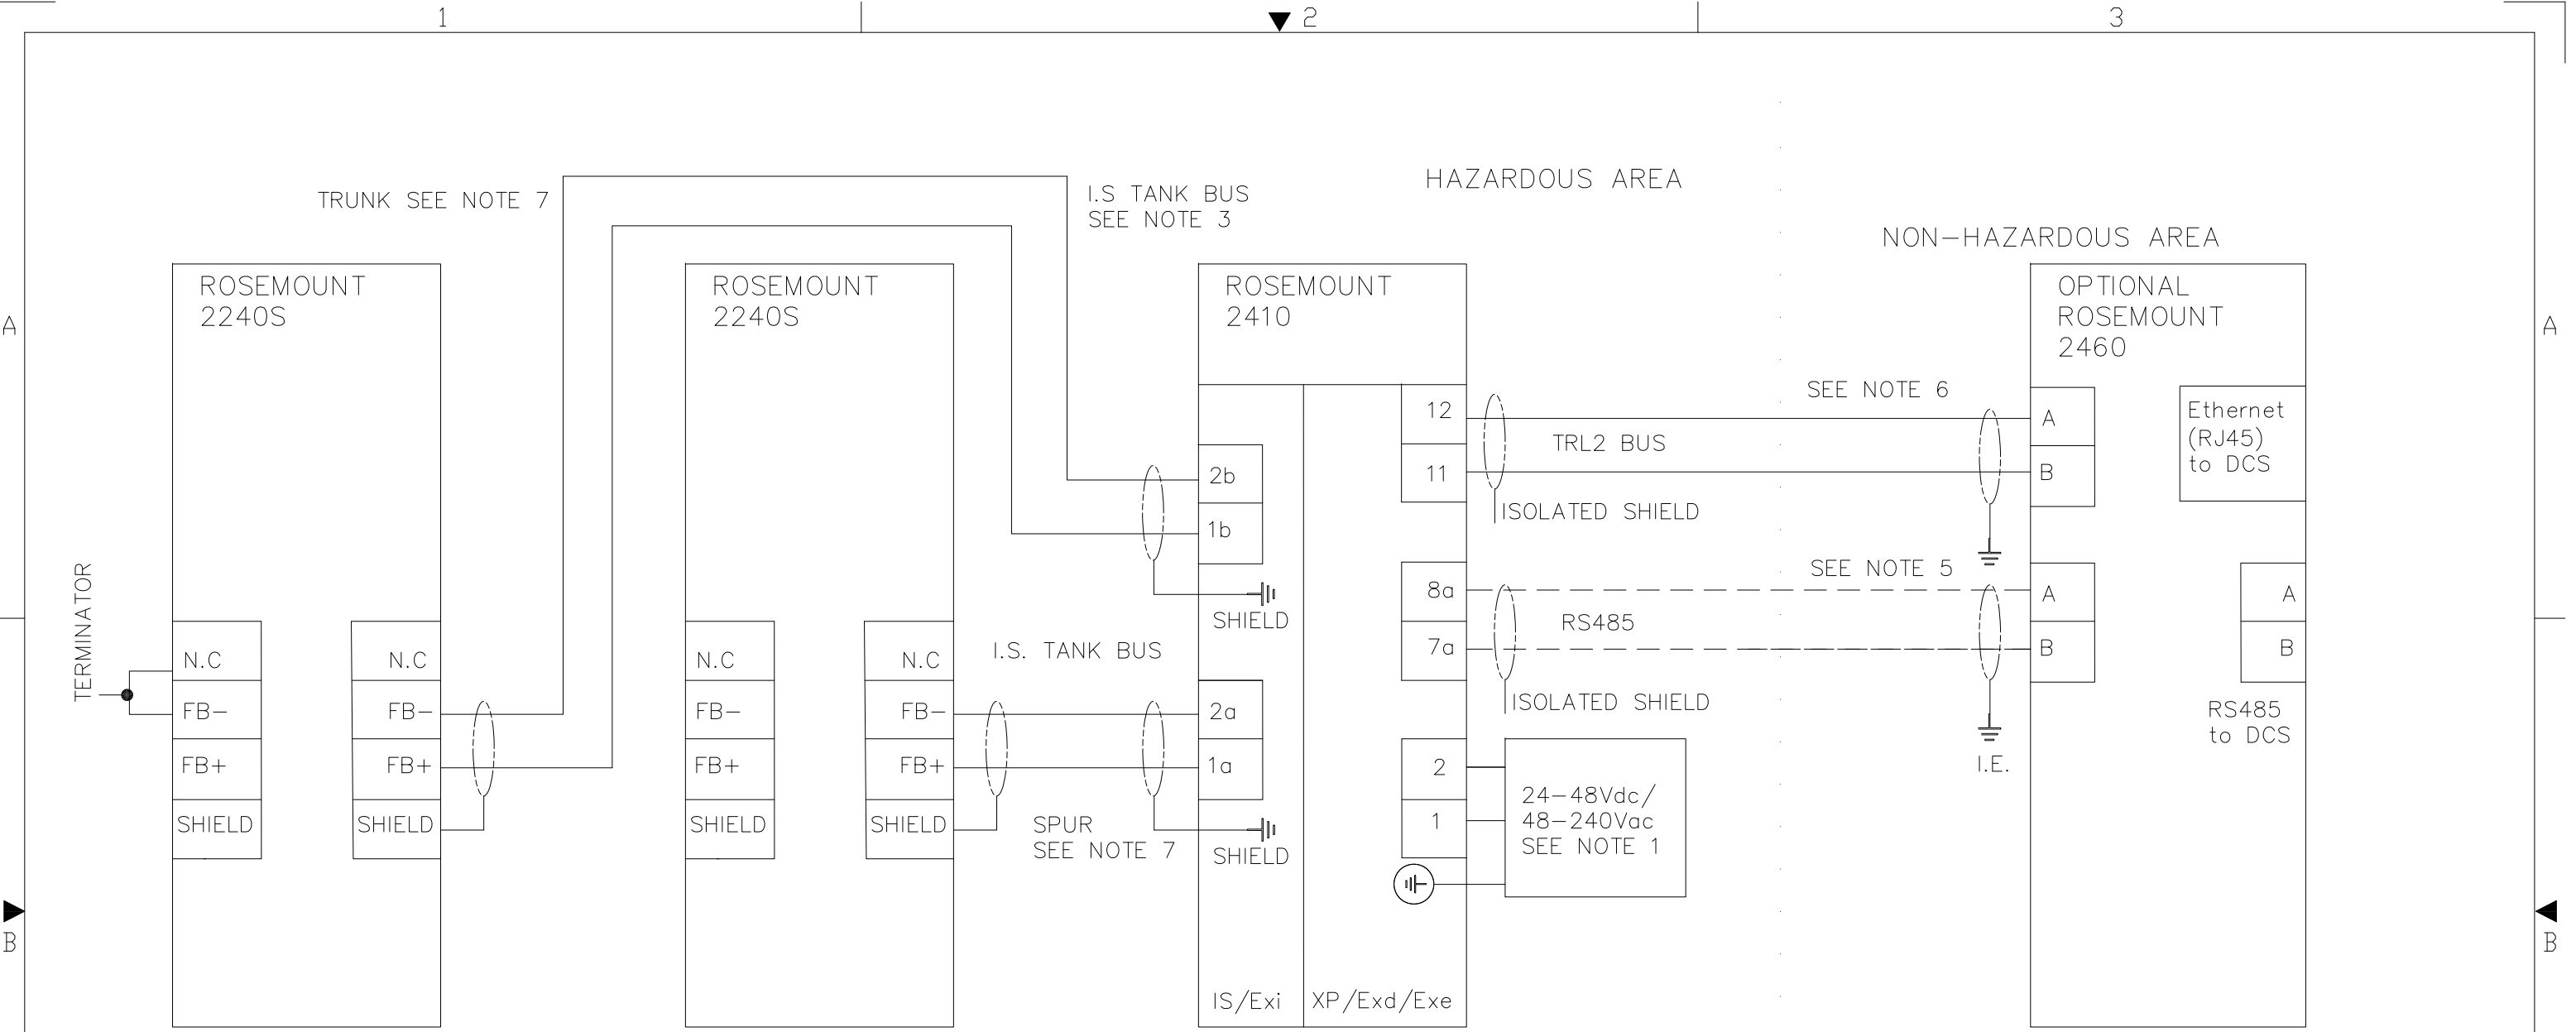 1
2
3
A
A
B
B
HAZARDOUS AREA
NON-HAZARDOUS AREA
TRUNK SEE NOTE 7
I.S TANK BUS
SEE NOTE 3
TERMINATOR
ROSEMOUNT
2240S
N.C
FB-
FB+
SHIELD
N.C
FB-
FB+
SHIELD
ROSEMOUNT
2240S
N.C
FB-
FB+
SHIELD
N.C
FB-
FB+
SHIELD
I.S. TANK BUS
SPUR
SEE NOTE 7
ROSEMOUNT
2410
2b
1b
SHIELD
2a
1a
SHIELD
IS/Exi
XP/Exd/Exe
12
11
8a
7a
2
1
SEE NOTE 6
TRL2 BUS
ISOLATED SHIELD
SEE NOTE 5
RS485
ISOLATED SHIELD
I.E.
24-48Vdc/
48-240Vac
SEE NOTE 1
OPTIONAL
ROSEMOUNT
2460
A
B
Ethernet
(RJ45)
to DCS
A
B
A
B
RS485
to DCS